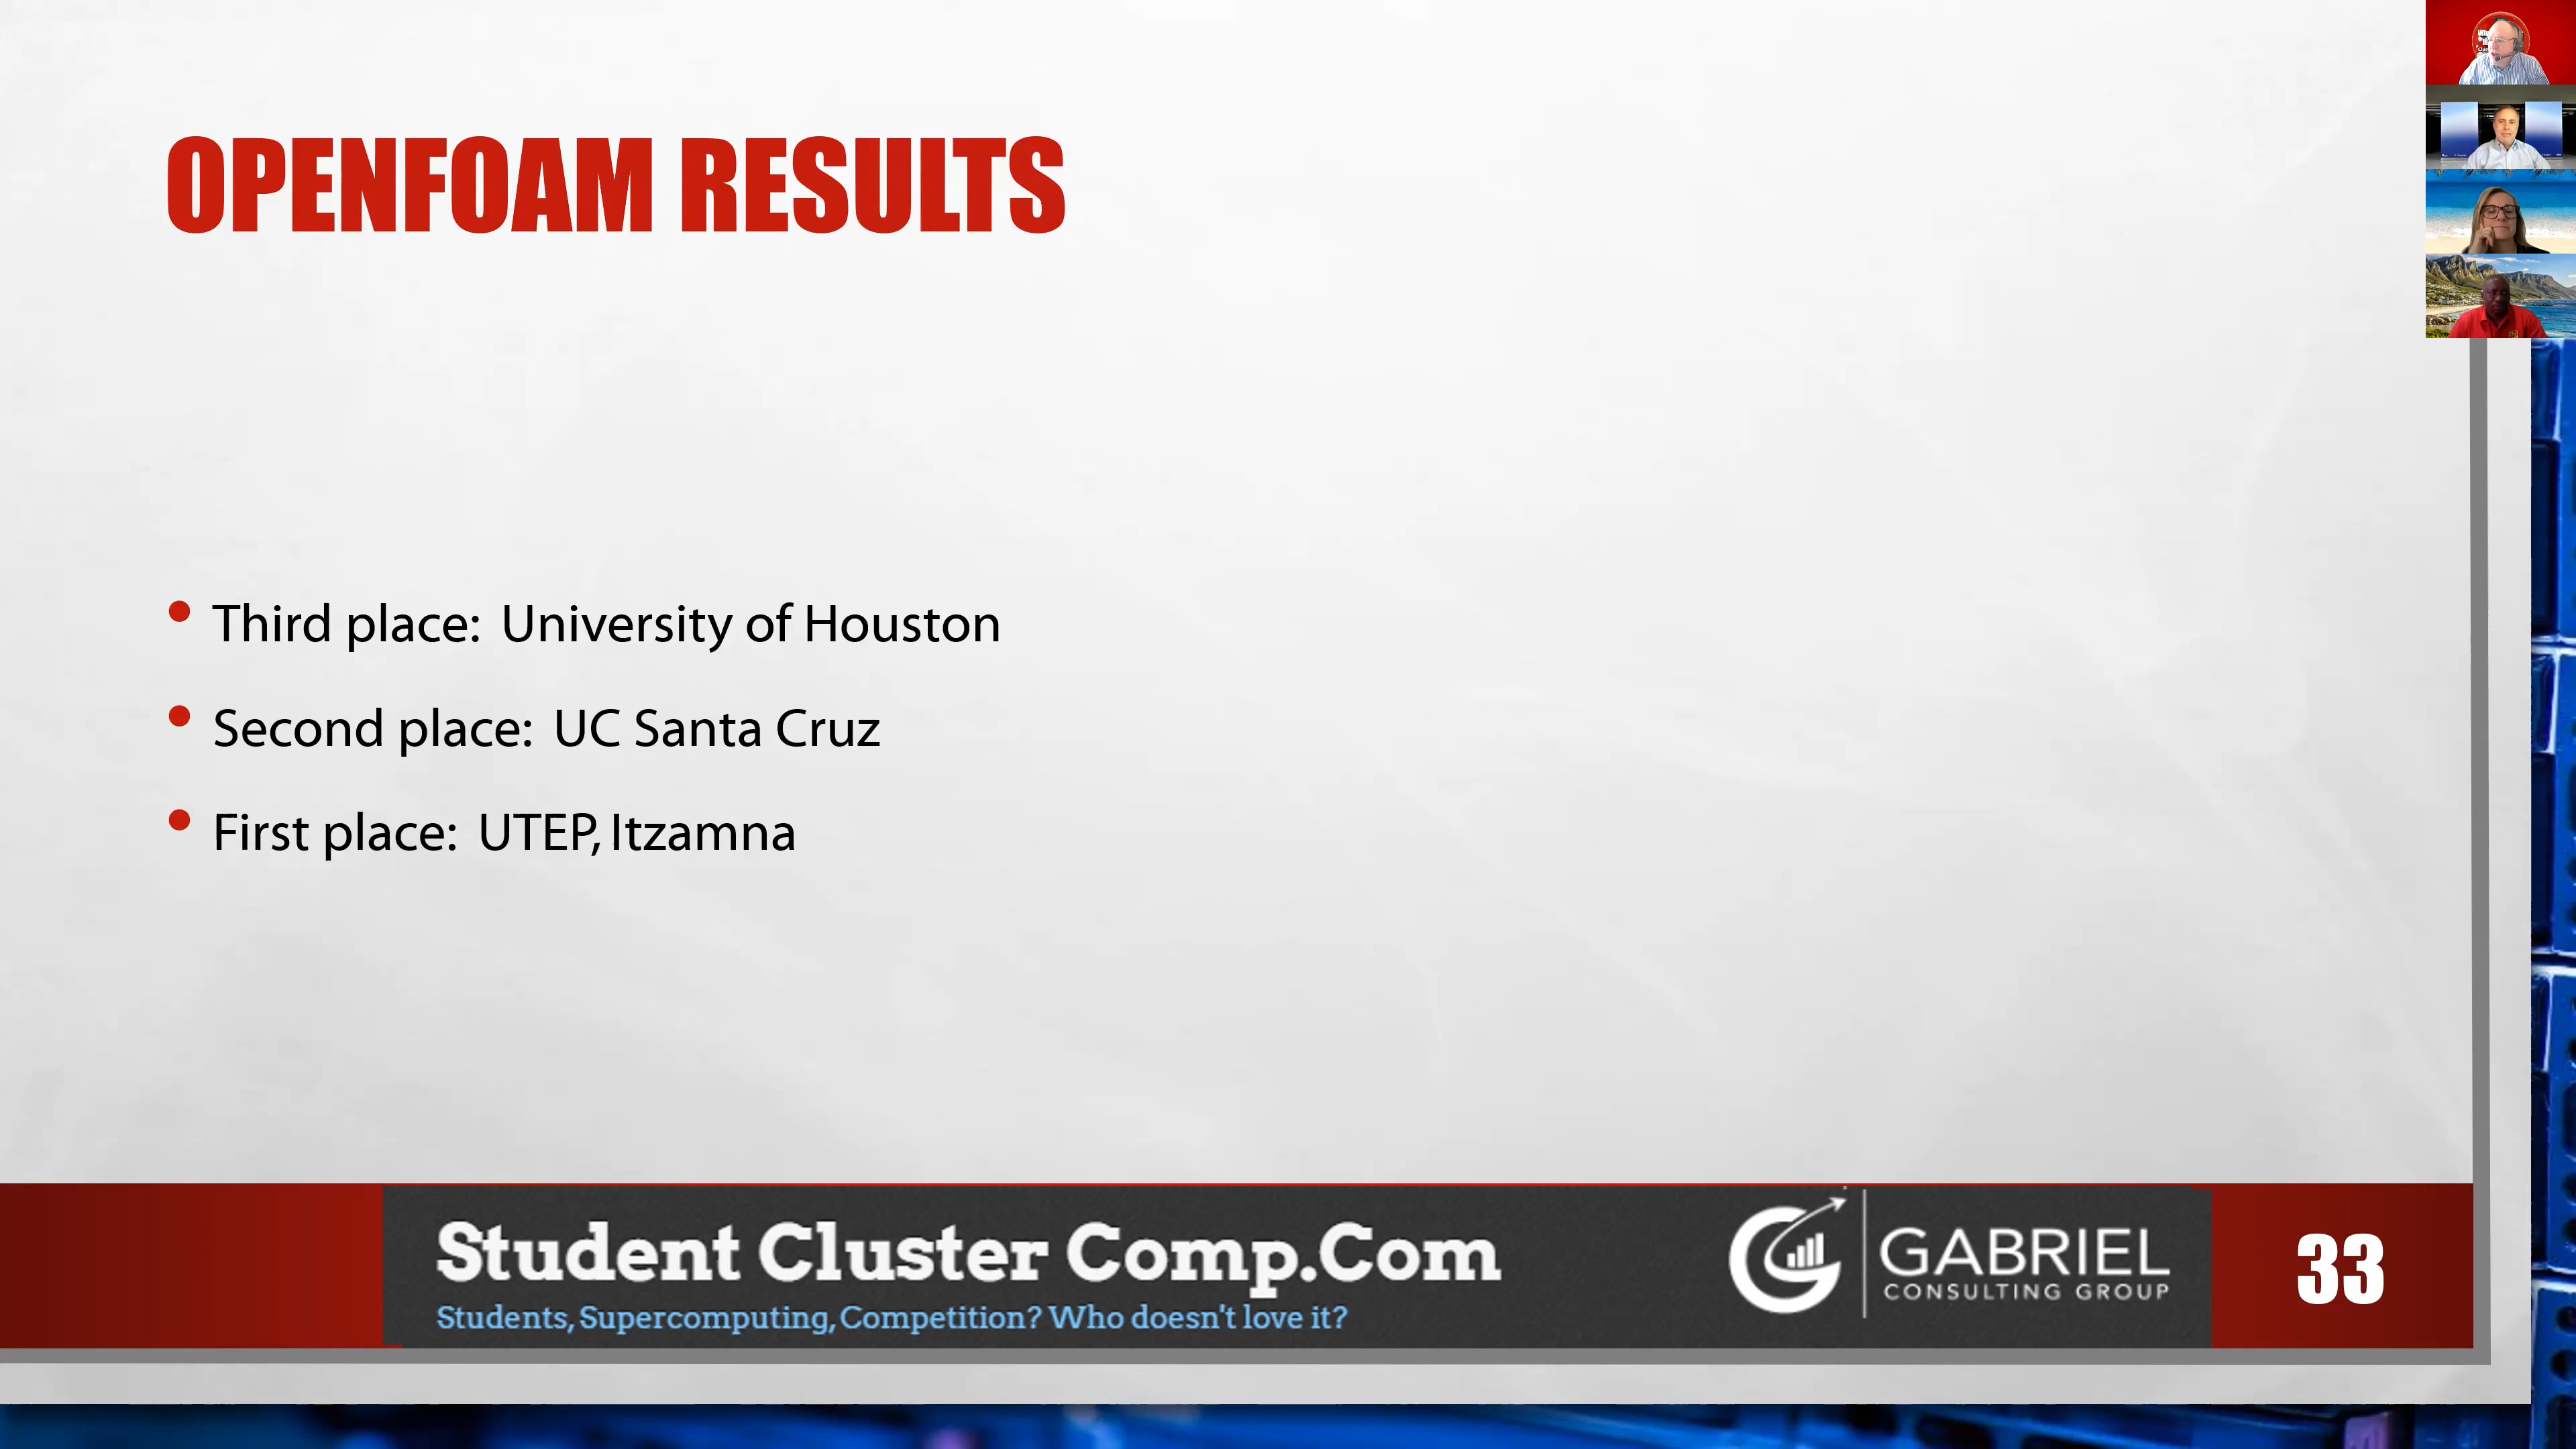 OPENFOAM RESULTS
• Third place: University of Houston
• Second place: UC Santa Cruz
• First place: UTEP, Itzamna
Student Cluster Comp.Com
Students, Supercomputing, Competition? Who doesn't love it?
GABRIEL
CONSULTING GROUP
33